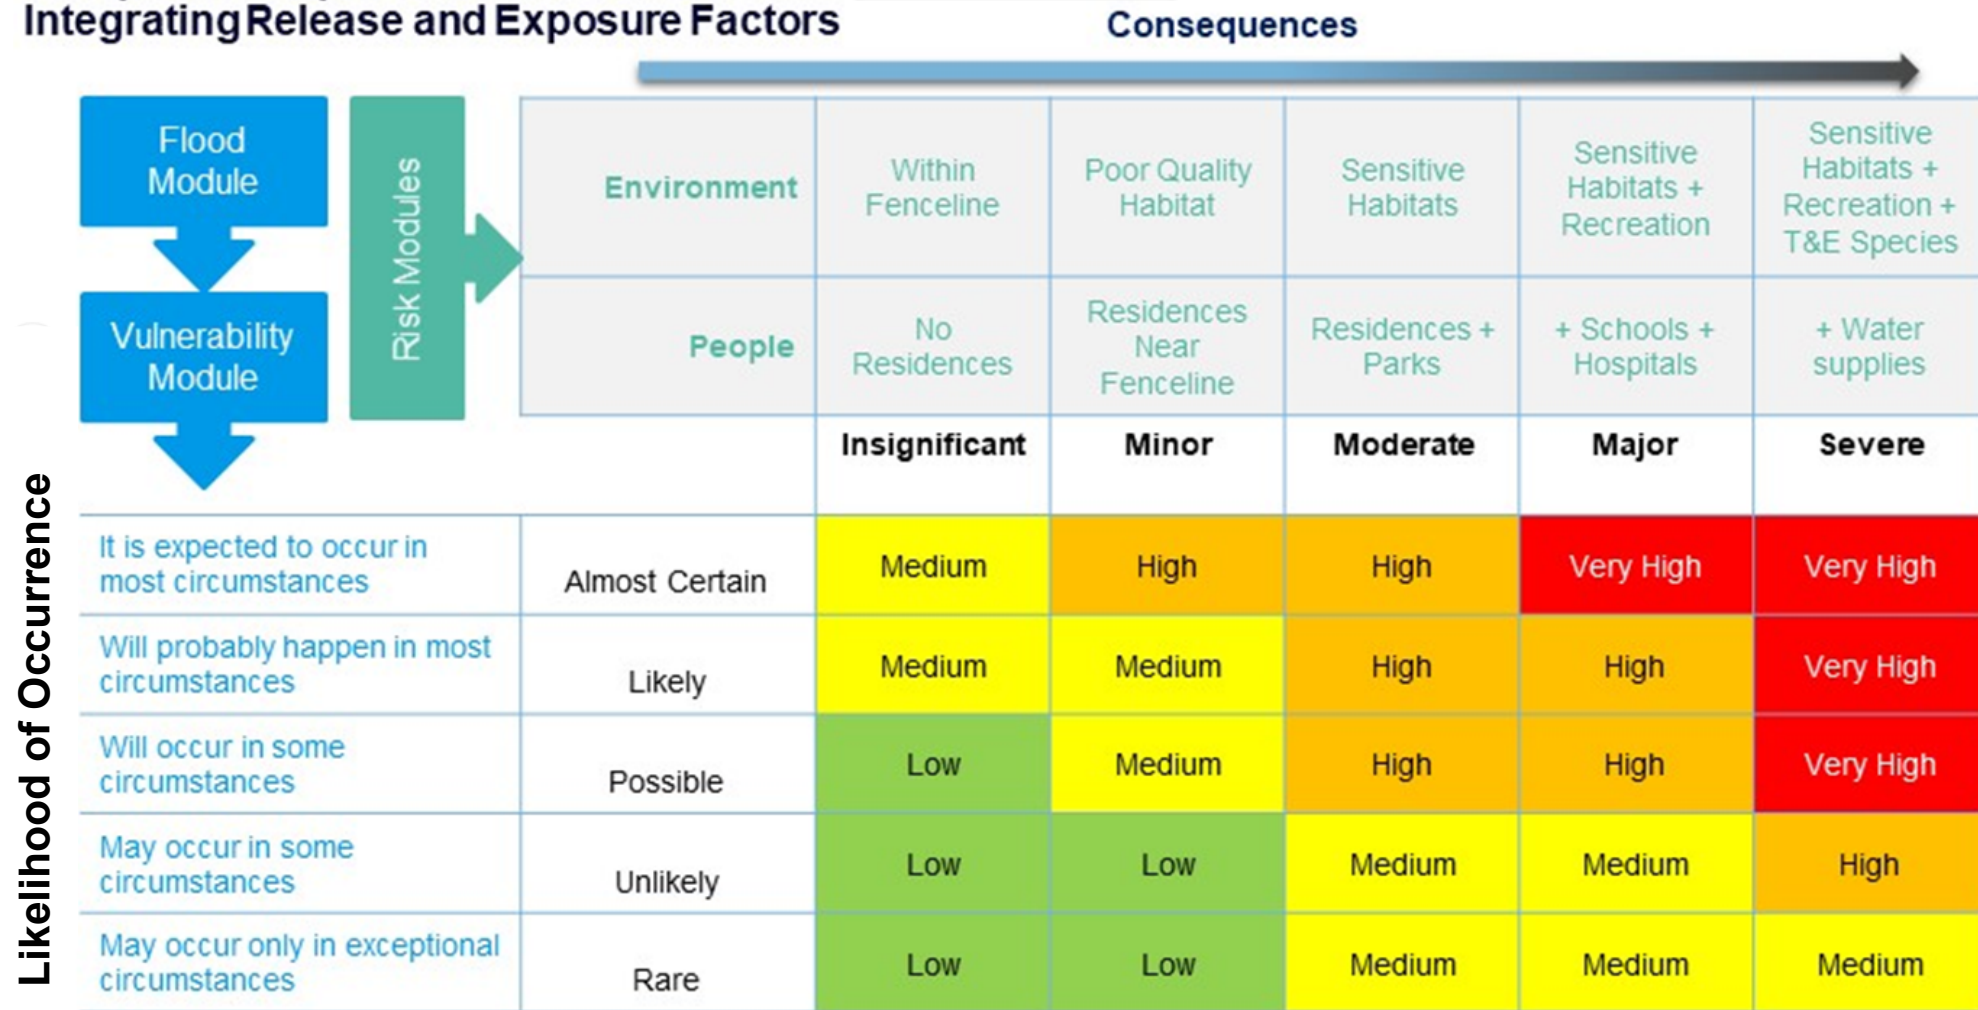 Integrating Release and Exposure Factors
Consequences
Flood
Module
Vulnerability
Module
Risk Modules
Environment
Within
Fenceline
Poor Quality
Habitat
Sensitive
Habitats
Sensitive
Habitats +
Recreation
Sensitive
Habitats +
Recreation +
T&E Species
People
No
Residences
Residences
Near
Fenceline
Residences +
Parks
+ Schools +
Hospitals
+ Water
supplies
Insignificant
Minor
Moderate
Major
Severe
Likelihood of Occurrence
It is expected to occur in
most circumstances
Almost Certain
Medium
High
High
Very High
Very High
Will probably happen in most
circumstances
Likely
Medium
Medium
High
High
Very High
Will occur in some
circumstances
Possible
Low
Medium
High
High
Very High
May occur in some
circumstances
Unlikely
Low
Low
Medium
Medium
High
May occur only in exceptional
circumstances
Rare
Low
Low
Medium
Medium
Medium